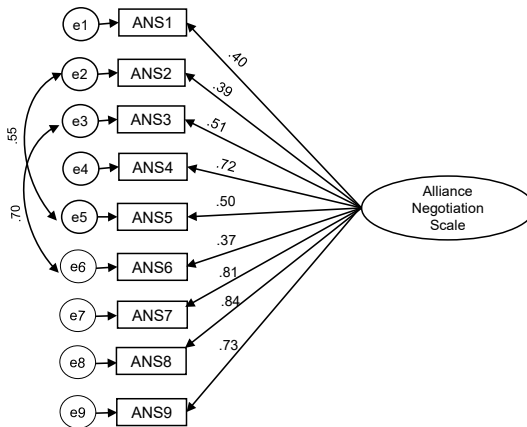 e1
ANS1
.40
e2
ANS2
.39
e3
ANS3
.51
.55
e4
ANS4
.72
Alliance
Negotiation
Scale
.70
e5
ANS5
.50
e6
ANS6
.37
e7
ANS7
.81
e8
ANS8
.84
e9
ANS9
.73